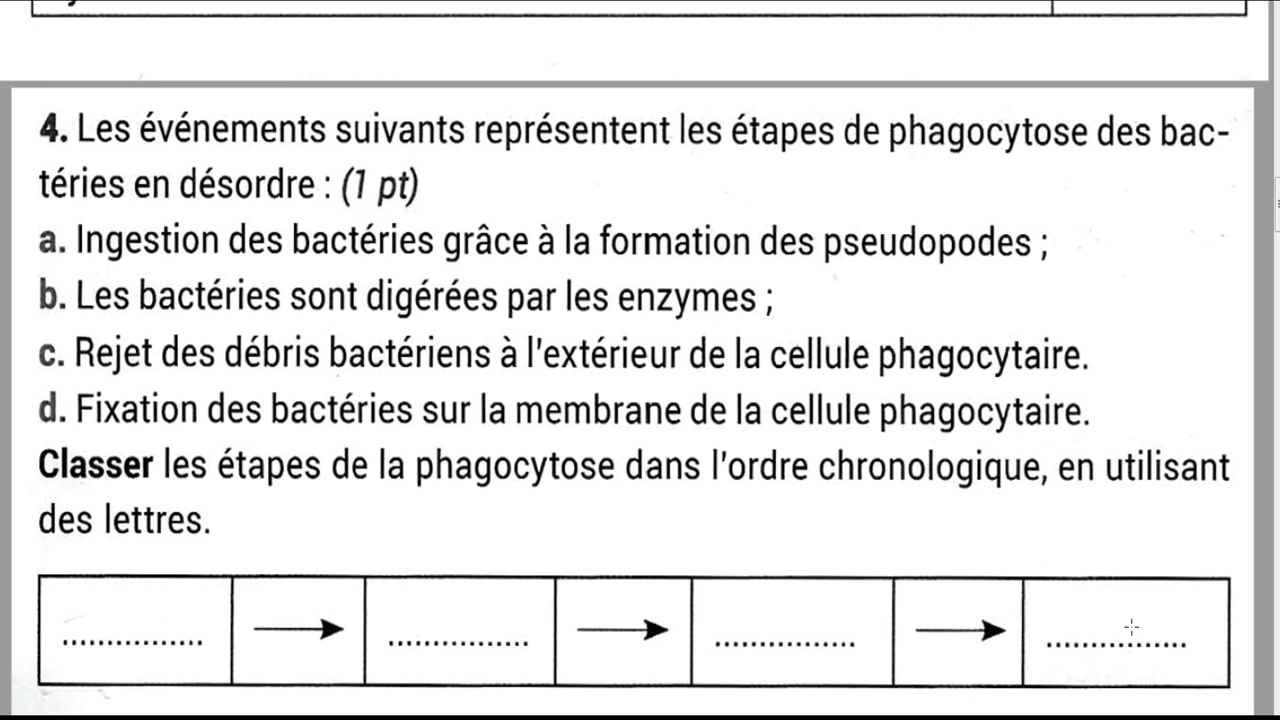 4. Les événements suivants représentent les étapes de phagocytose des bac-
téries en désordre : (1 pt)
a. Ingestion des bactéries grâce à la formation des pseudopodes ;
b. Les bactéries sont digérées par les enzymes ;
c. Rejet des débris bactériens à l'extérieur de la cellule phagocytaire.
d. Fixation des bactéries sur la membrane de la cellule phagocytaire.
Classer les étapes de la phagocytose dans l'ordre chronologique, en utilisant
des lettres.
................ → ................ → ................ → ................